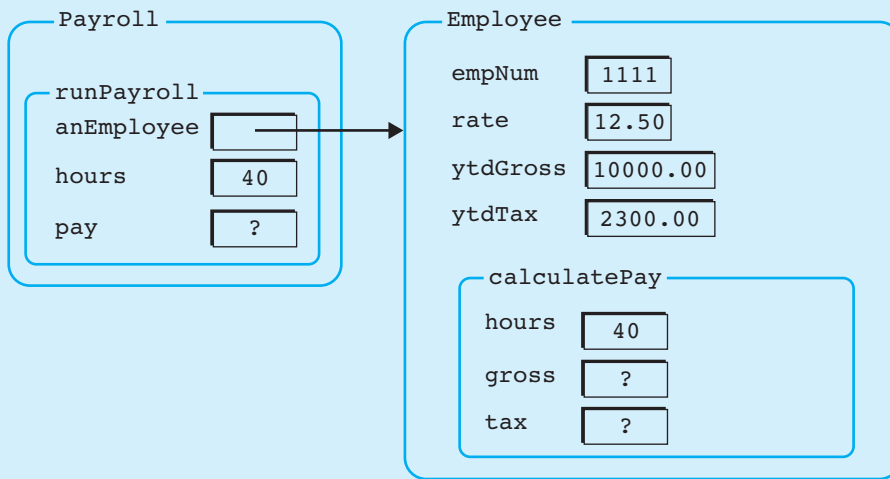 Payroll
runPayroll
anEmployee
hours 40
pay ?
Employee
empNum 1111
rate 12.50
ytdGross 10000.00
ytdTax 2300.00
calculatePay
hours 40
gross ?
tax ?